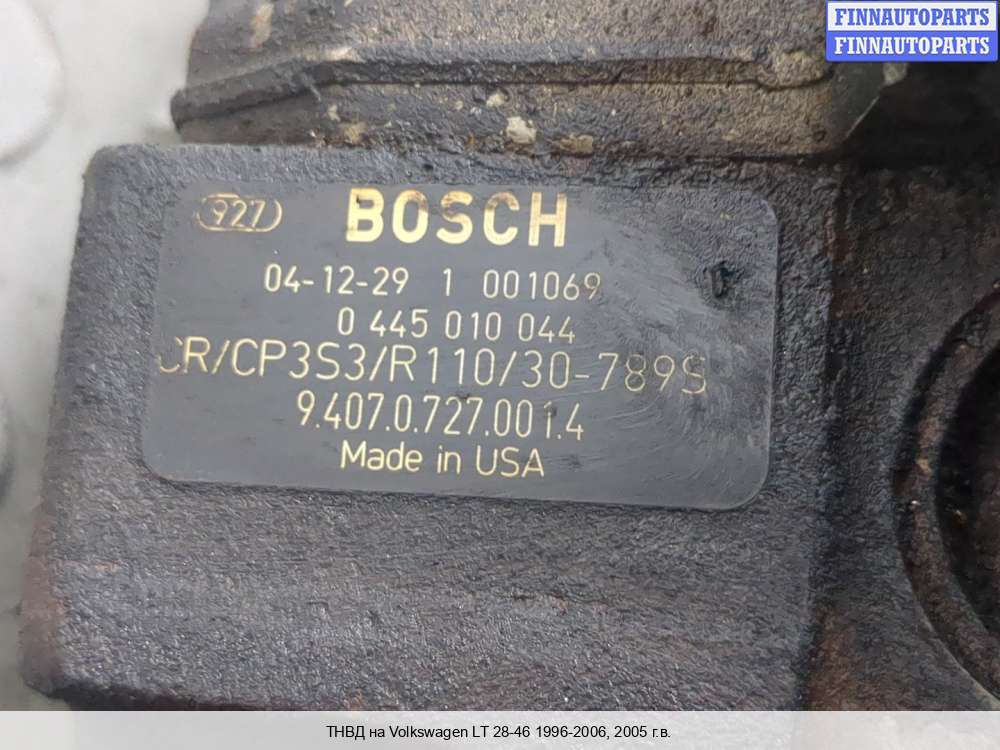 FINNAUTOPARTS
FINNAUTOPARTS
927 BOSCH
04-12-29 1 001069
0 445 010 044
CR/CP3S3/R110/30-789S
9.407.0.727.001.4
Made in USA
ТНВД на Volkswagen LT 28-46 1996-2006, 2005 г.в.